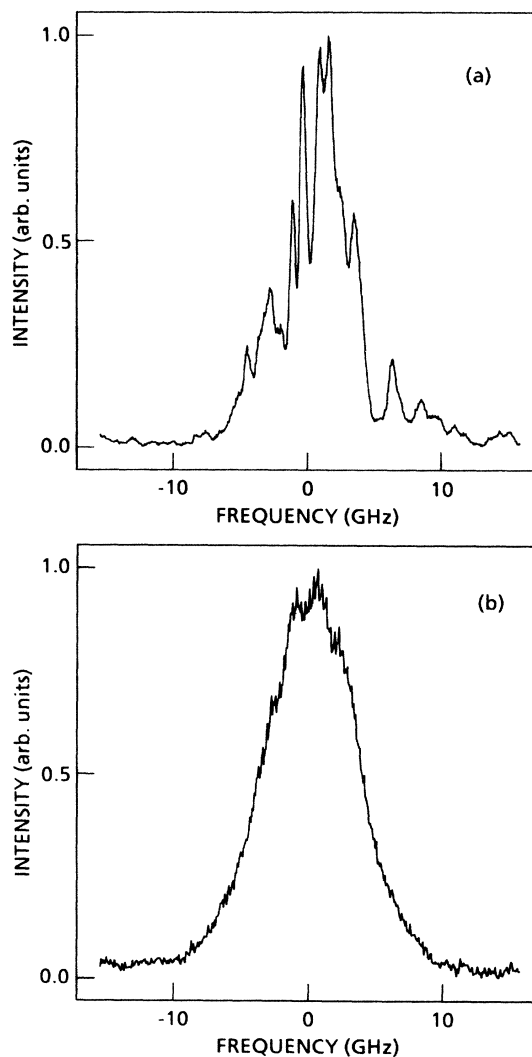 1.0
(a)
INTENSITY (arb. units)
0.5
0.0
-10
0
10
FREQUENCY (GHz)
1.0
(b)
INTENSITY (arb. units)
0.5
0.0
-10
0
10
FREQUENCY (GHz)